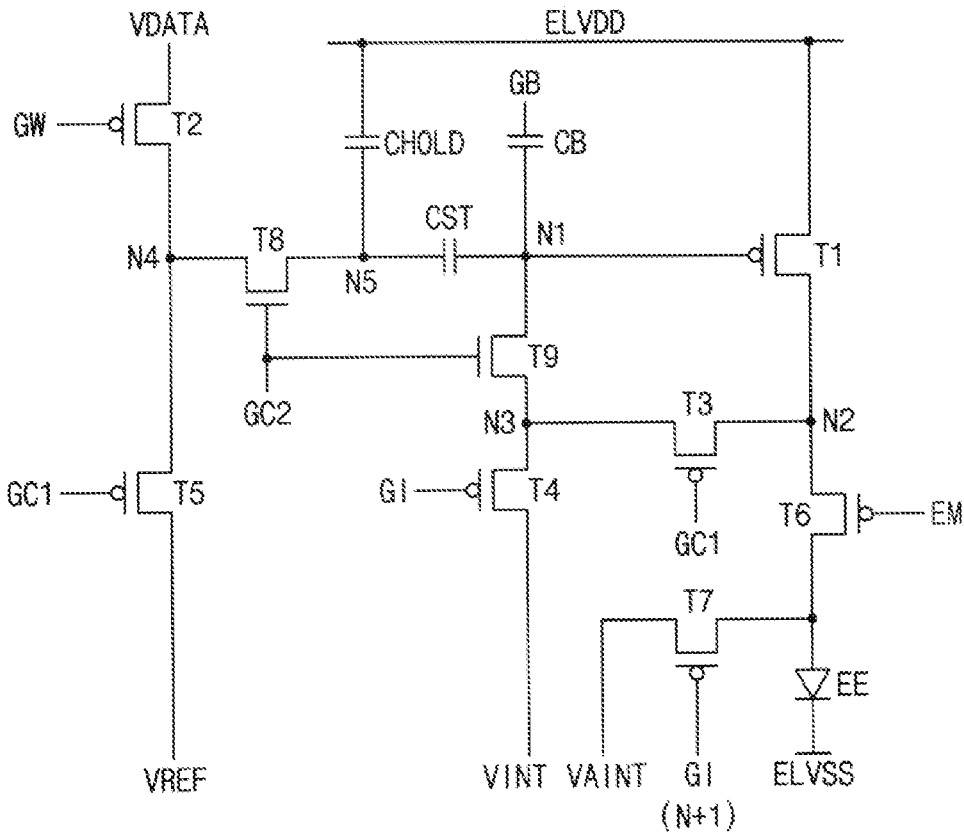 VDATA
ELVDD
GB
GW
T2
CHOLD
CB
CST
T8
N1
N4
N5
T1
T9
GC2
N3
T3
N2
GC1
T5
GI
T4
T6
EM
GC1
T7
EE
VREF
VINT
VAINT
GI
(N+1)
ELVSS